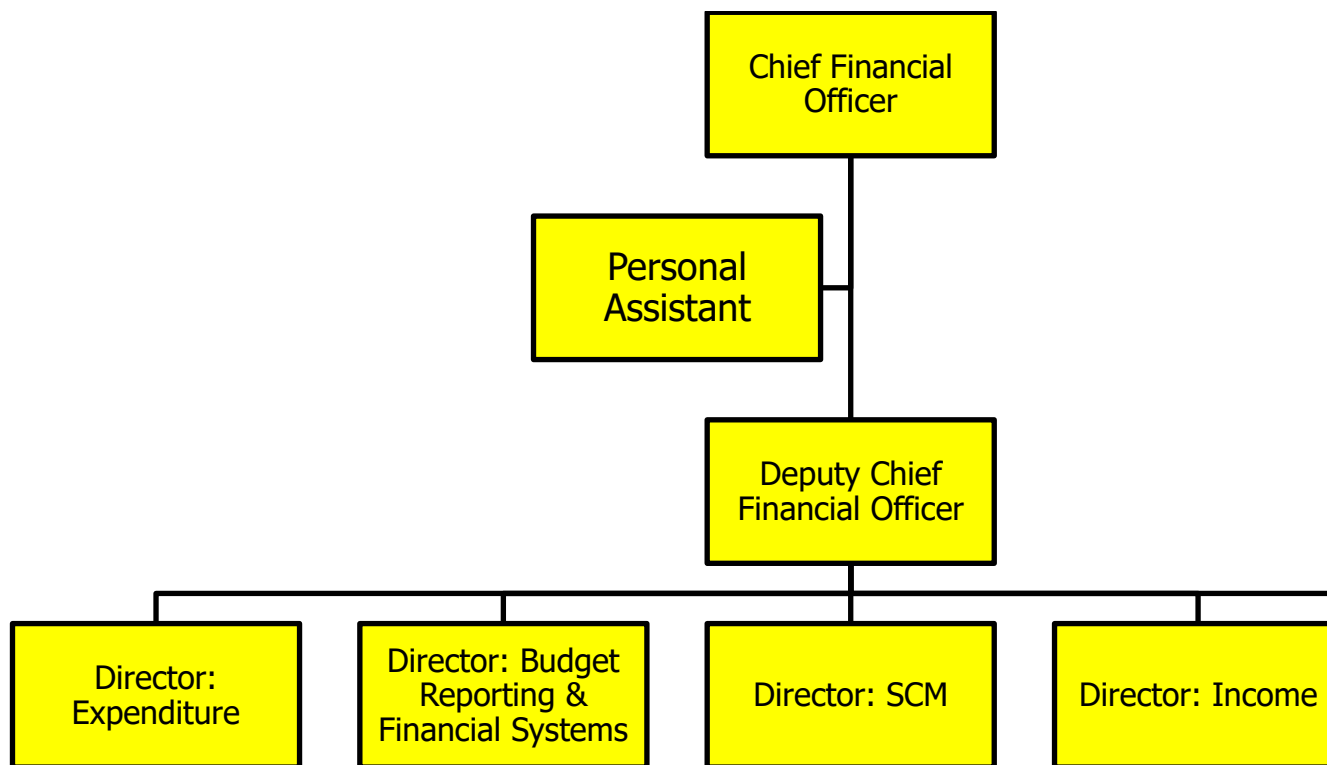 Chief Financial
Officer
Personal
Assistant
Deputy Chief
Financial Officer
Director:
Expenditure
Director: Budget
Reporting &
Financial Systems
Director: SCM
Director: Income